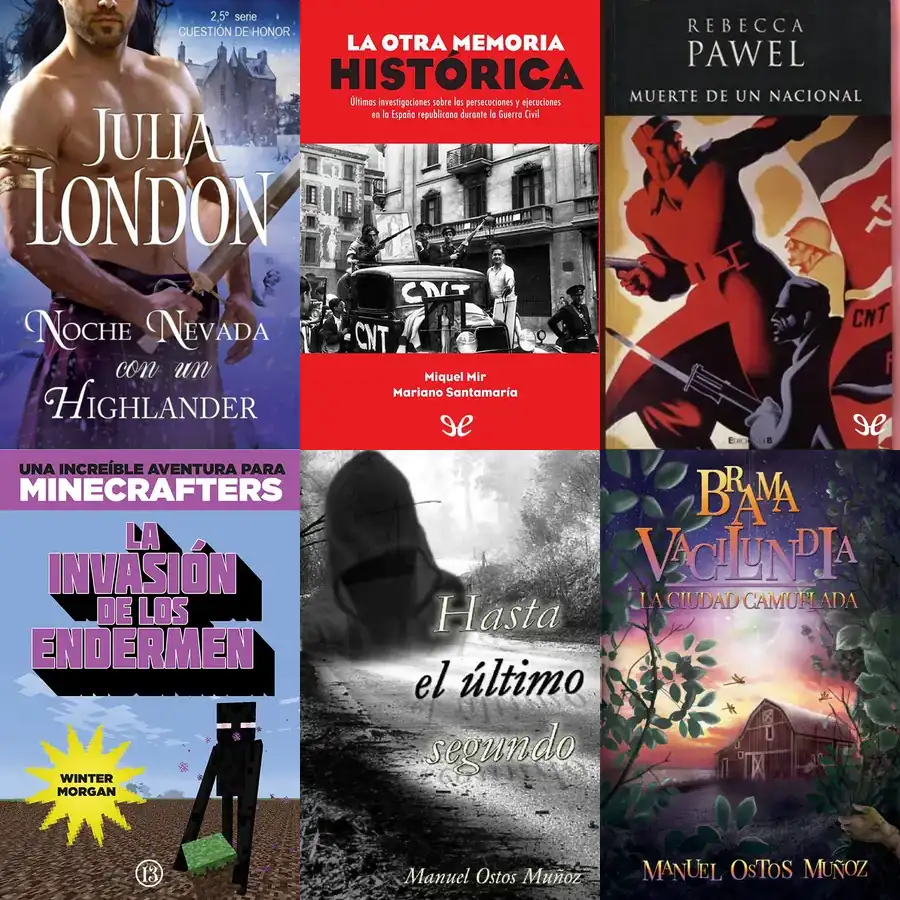 2,5º serie
CUESTIÓN DE HONOR
JULIA
LONDON
NOCHE NEVADA
con un
HIGHLANDER
LA OTRA MEMORIA
HISTÓRICA
Últimas investigaciones sobre las persecuciones y ejecuciones
en la España republicana durante la Guerra Civil
CNT
CNT
Miquel Mir
Mariano Santamaría
REBECCA
PAWEL
MUERTE DE UN NACIONAL
CNT
UNA INCREÍBLE AVENTURA PARA
MINECRAFTERS
LA
INVASIÓN
DE LOS
ENDERMEN
WINTER
MORGAN
13
Hasta
el último
segundo
Manuel Ostos Muñoz
BRAMA
VACILUNDIA
LA CIUDAD CAMUFLADA
MANUEL OSTOS MUÑOZ